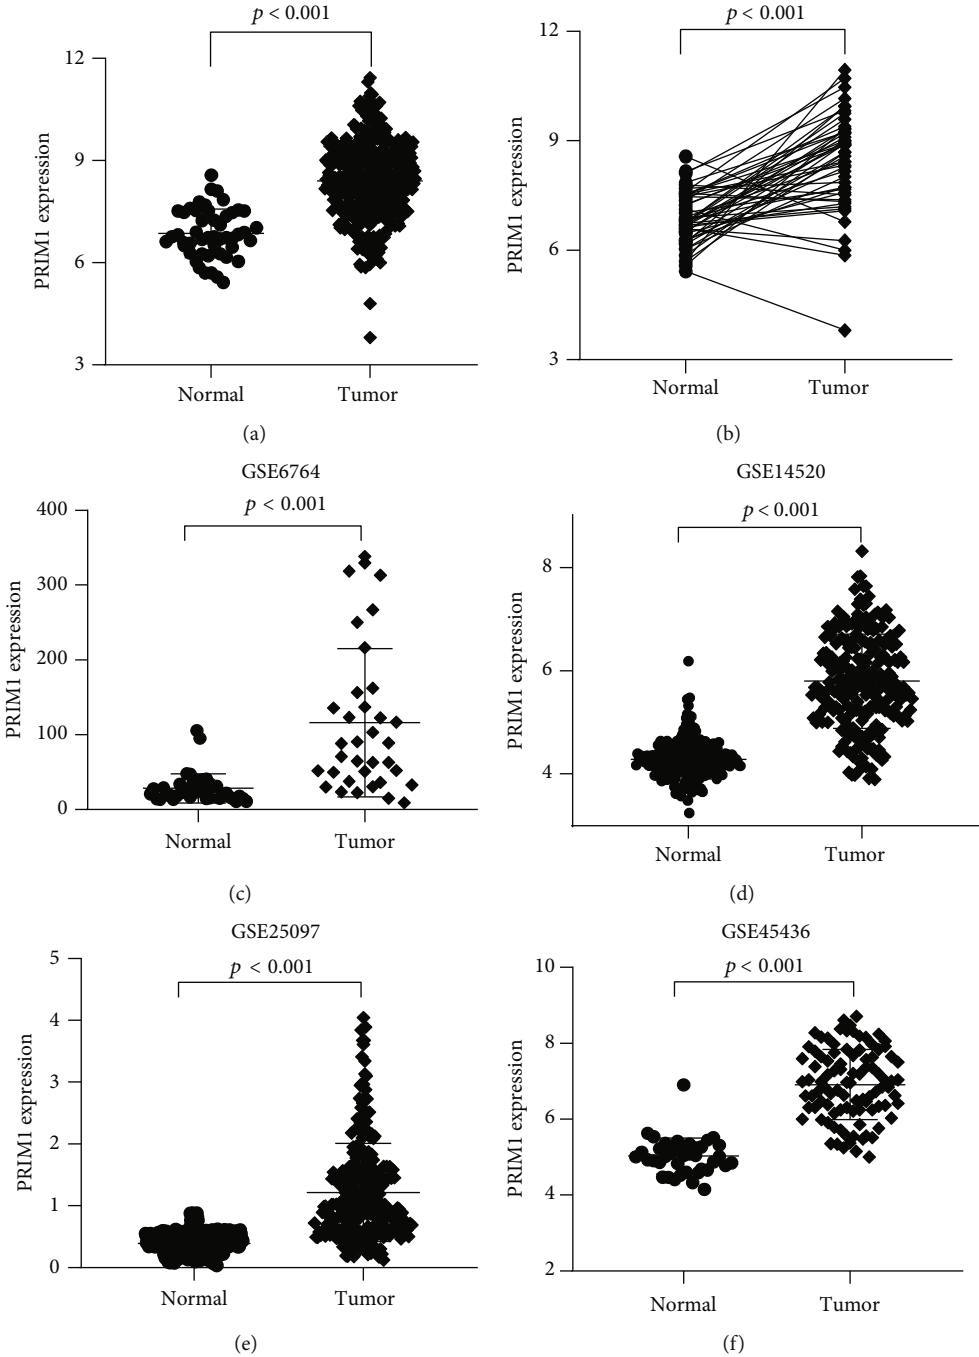 p < 0.001
12
9
6
3
PRIM1 expression
Normal
Tumor
(a)
p < 0.001
12
9
6
3
PRIM1 expression
Normal
Tumor
(b)
GSE6764
p < 0.001
400
300
200
100
0
PRIM1 expression
Normal
Tumor
(c)
GSE14520
p < 0.001
8
6
4
PRIM1 expression
Normal
Tumor
(d)
GSE25097
p < 0.001
5
4
3
2
1
0
PRIM1 expression
Normal
Tumor
(e)
GSE45436
p < 0.001
10
8
6
4
2
PRIM1 expression
Normal
Tumor
(f)